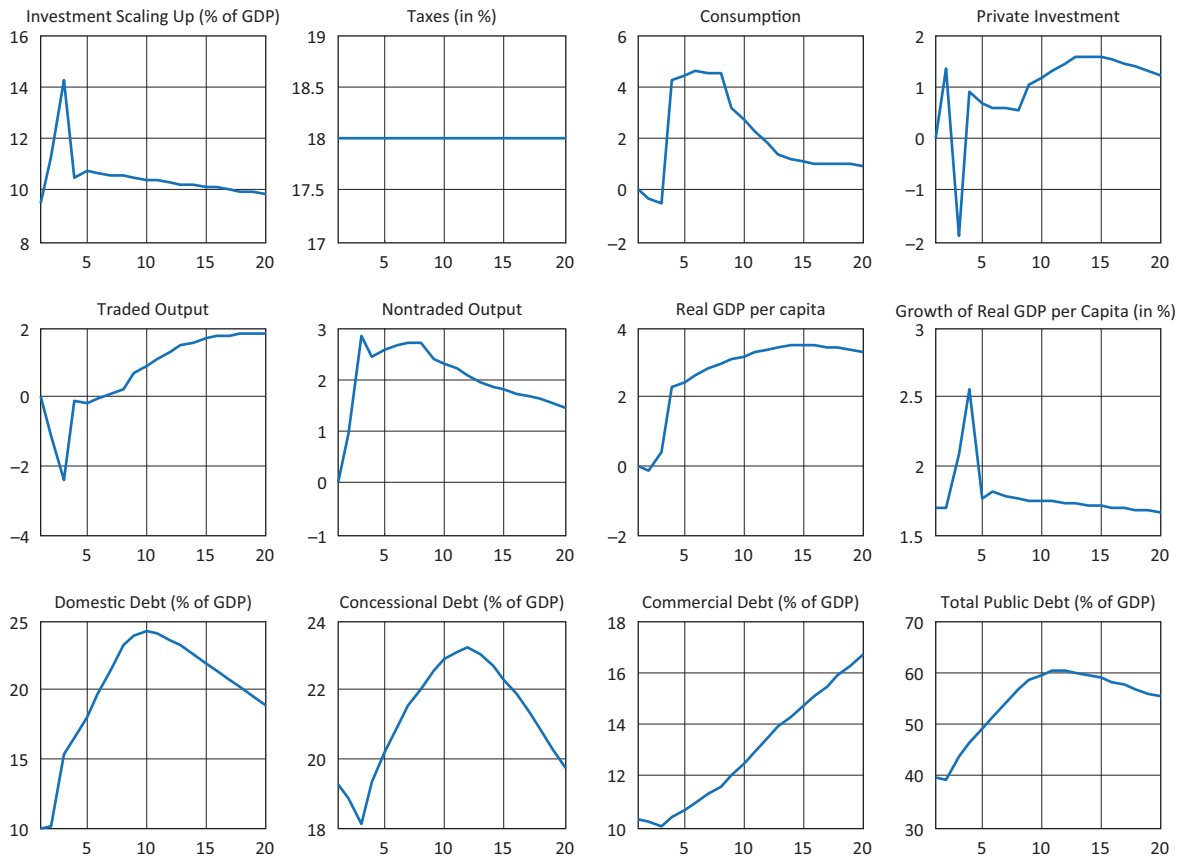 Investment Scaling Up (% of GDP)
16
14
12
10
8
5 10 15 20
Taxes (in %)
19
18.5
18
17.5
17
5 10 15 20
Consumption
6
4
2
0
–2
5 10 15 20
Private Investment
2
1
0
–1
–2
5 10 15 20
Traded Output
2
0
–2
–4
5 10 15 20
Nontraded Output
3
2
1
0
–1
5 10 15 20
Real GDP per capita
4
2
0
–2
5 10 15 20
Growth of Real GDP per Capita (in %)
3
2.5
2
1.5
5 10 15 20
Domestic Debt (% of GDP)
25
20
15
10
5 10 15 20
Concessional Debt (% of GDP)
24
22
20
18
5 10 15 20
Commercial Debt (% of GDP)
18
16
14
12
10
5 10 15 20
Total Public Debt (% of GDP)
70
60
50
40
30
5 10 15 20